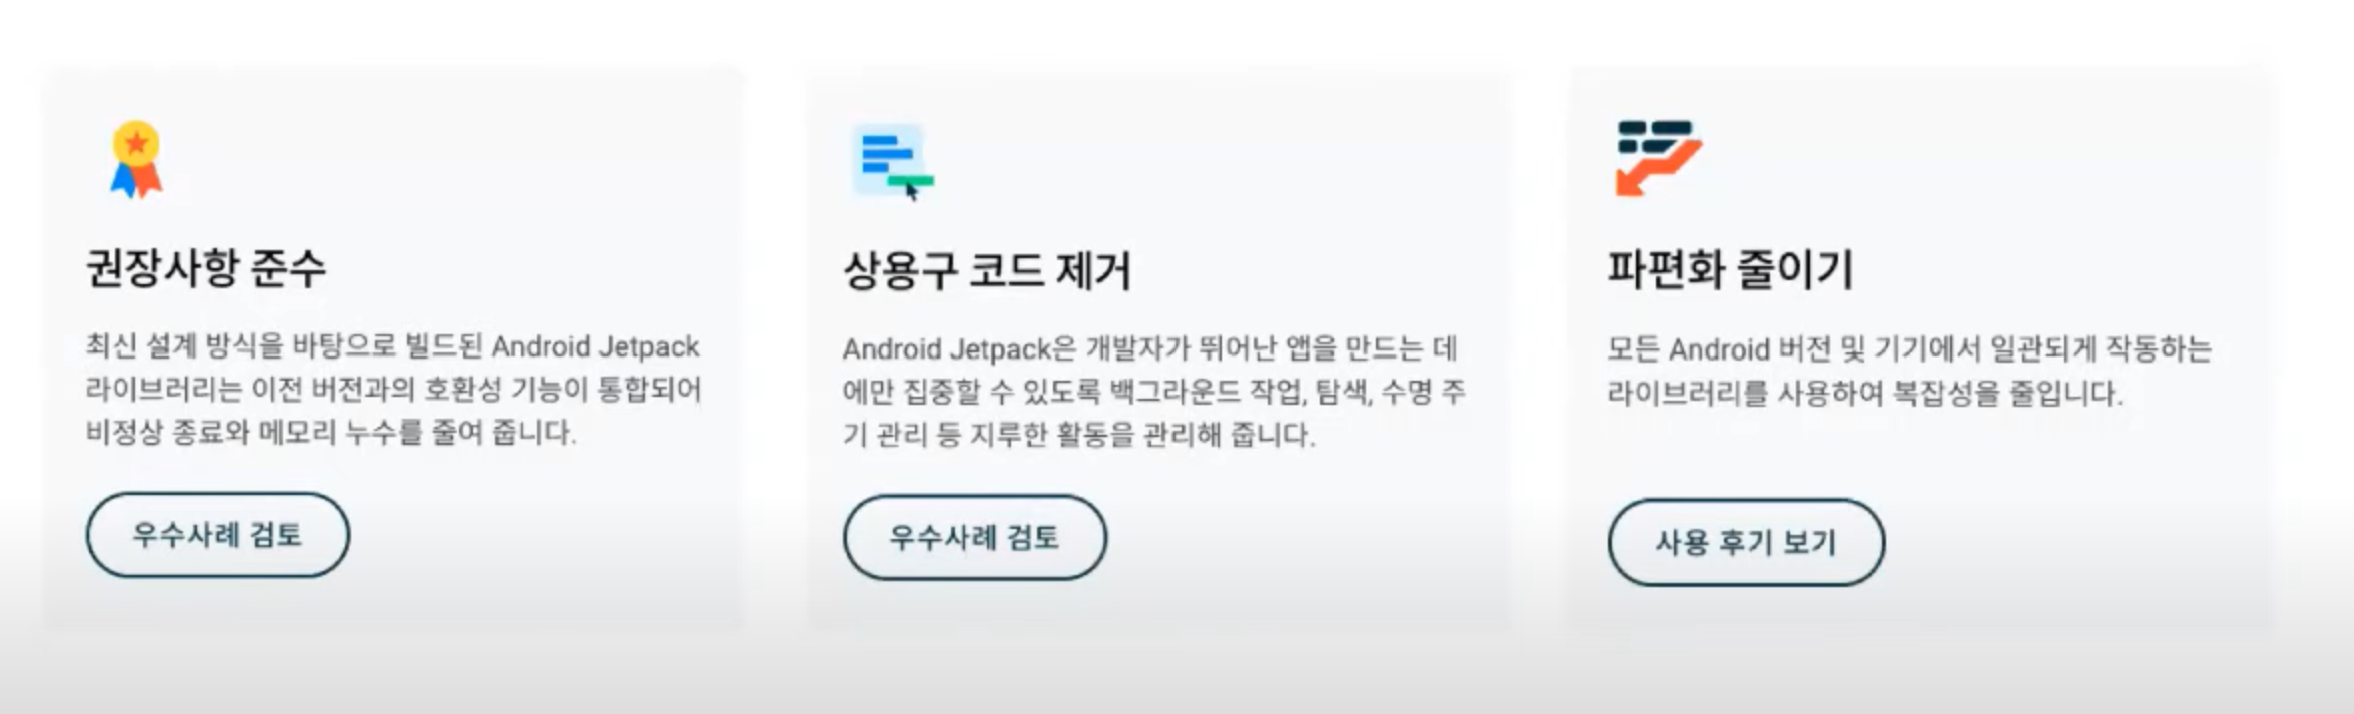 권장사항 준수
최신 설계 방식을 바탕으로 빌드된 Android Jetpack
라이브러리는 이전 버전과의 호환성 기능이 통합되어
비정상 종료와 메모리 누수를 줄여 줍니다.
우수사례 검토
상용구 코드 제거
Android Jetpack은 개발자가 뛰어난 앱을 만드는 데
에만 집중할 수 있도록 백그라운드 작업, 탐색, 수명 주
기 관리 등 지루한 활동을 관리해 줍니다.
우수사례 검토
파편화 줄이기
모든 Android 버전 및 기기에서 일관되게 작동하는
라이브러리를 사용하여 복잡성을 줄입니다.
사용 후기 보기